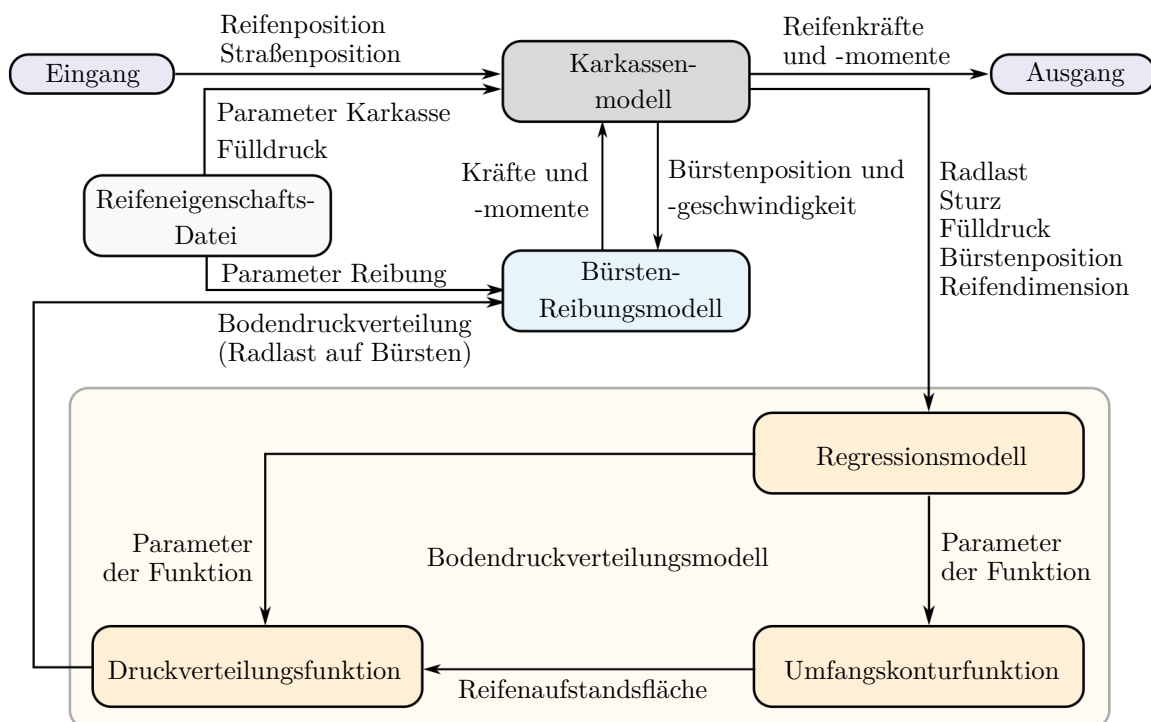 Reifenposition
Straßenposition
Reifenkräfte
und -momente
Eingang
Karkassen-
modell
Ausgang
Parameter Karkasse
Fülldruck
Kräfte und
-momente
Bürstenposition und
-geschwindigkeit
Radlast
Sturz
Fülldruck
Bürstenposition
Reifendimension
Reifeneigenschafts-
Datei
Parameter Reibung
Bürsten-
Reibungsmodell
Bodendruckverteilung
(Radlast auf Bürsten)
Regressionsmodell
Parameter
der Funktion
Bodendruckverteilungsmodell
Parameter
der Funktion
Druckverteilungsfunktion
Reifenaufstandsfläche
Umfangskonturfunktion